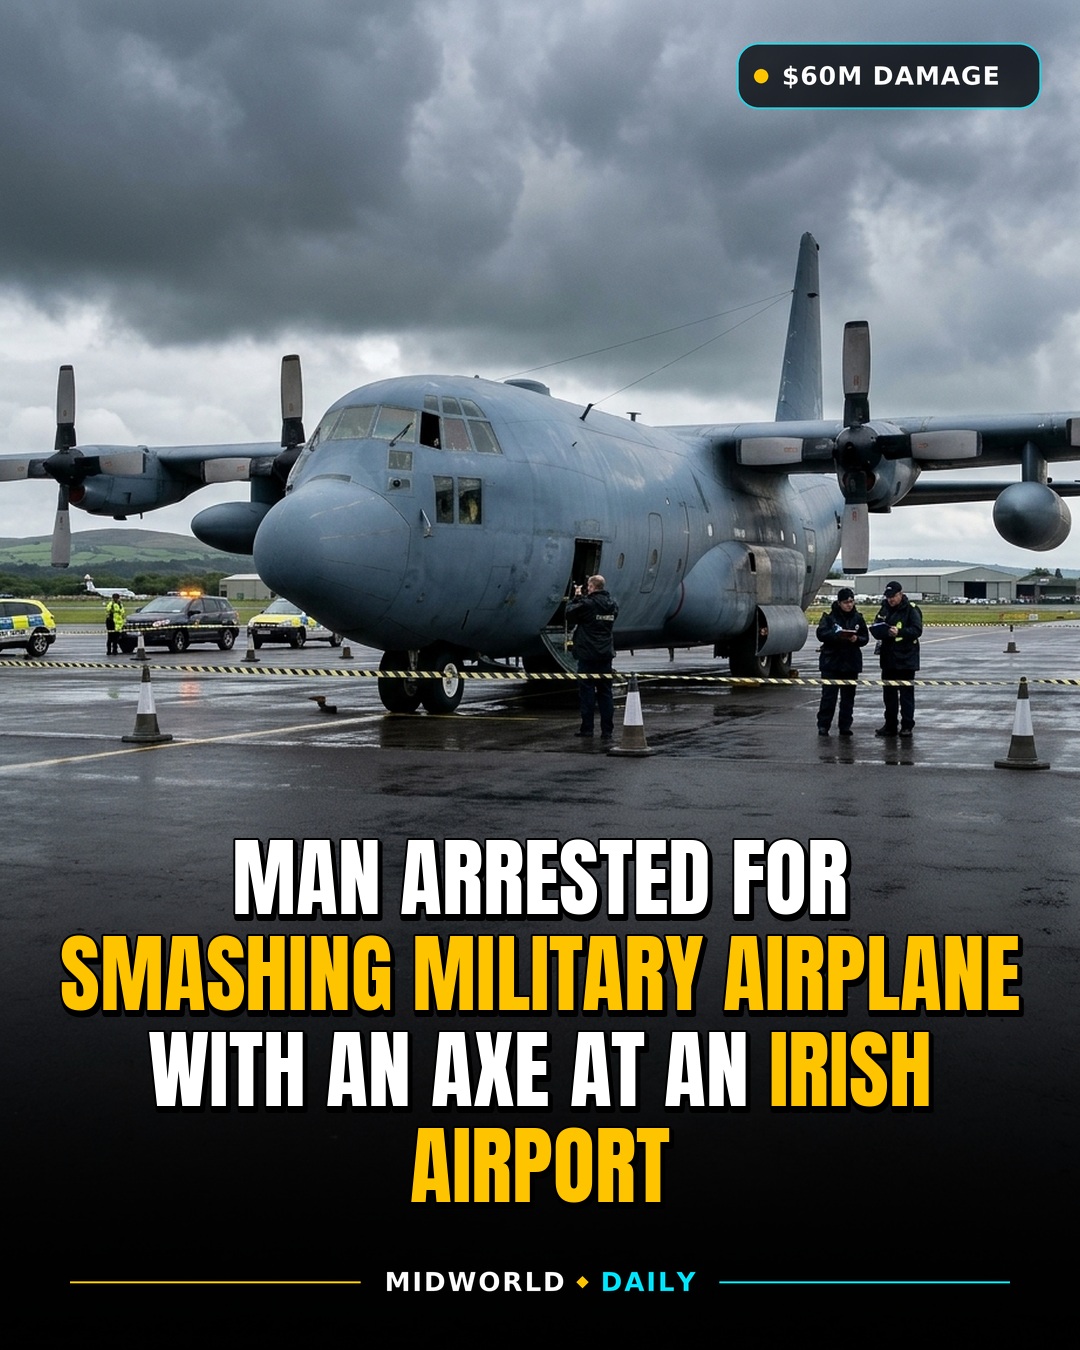 $60M DAMAGE
MAN ARRESTED FOR
SMASHING MILITARY AIRPLANE
WITH AN AXE AT AN IRISH
AIRPORT
MIDWORLD DAILY